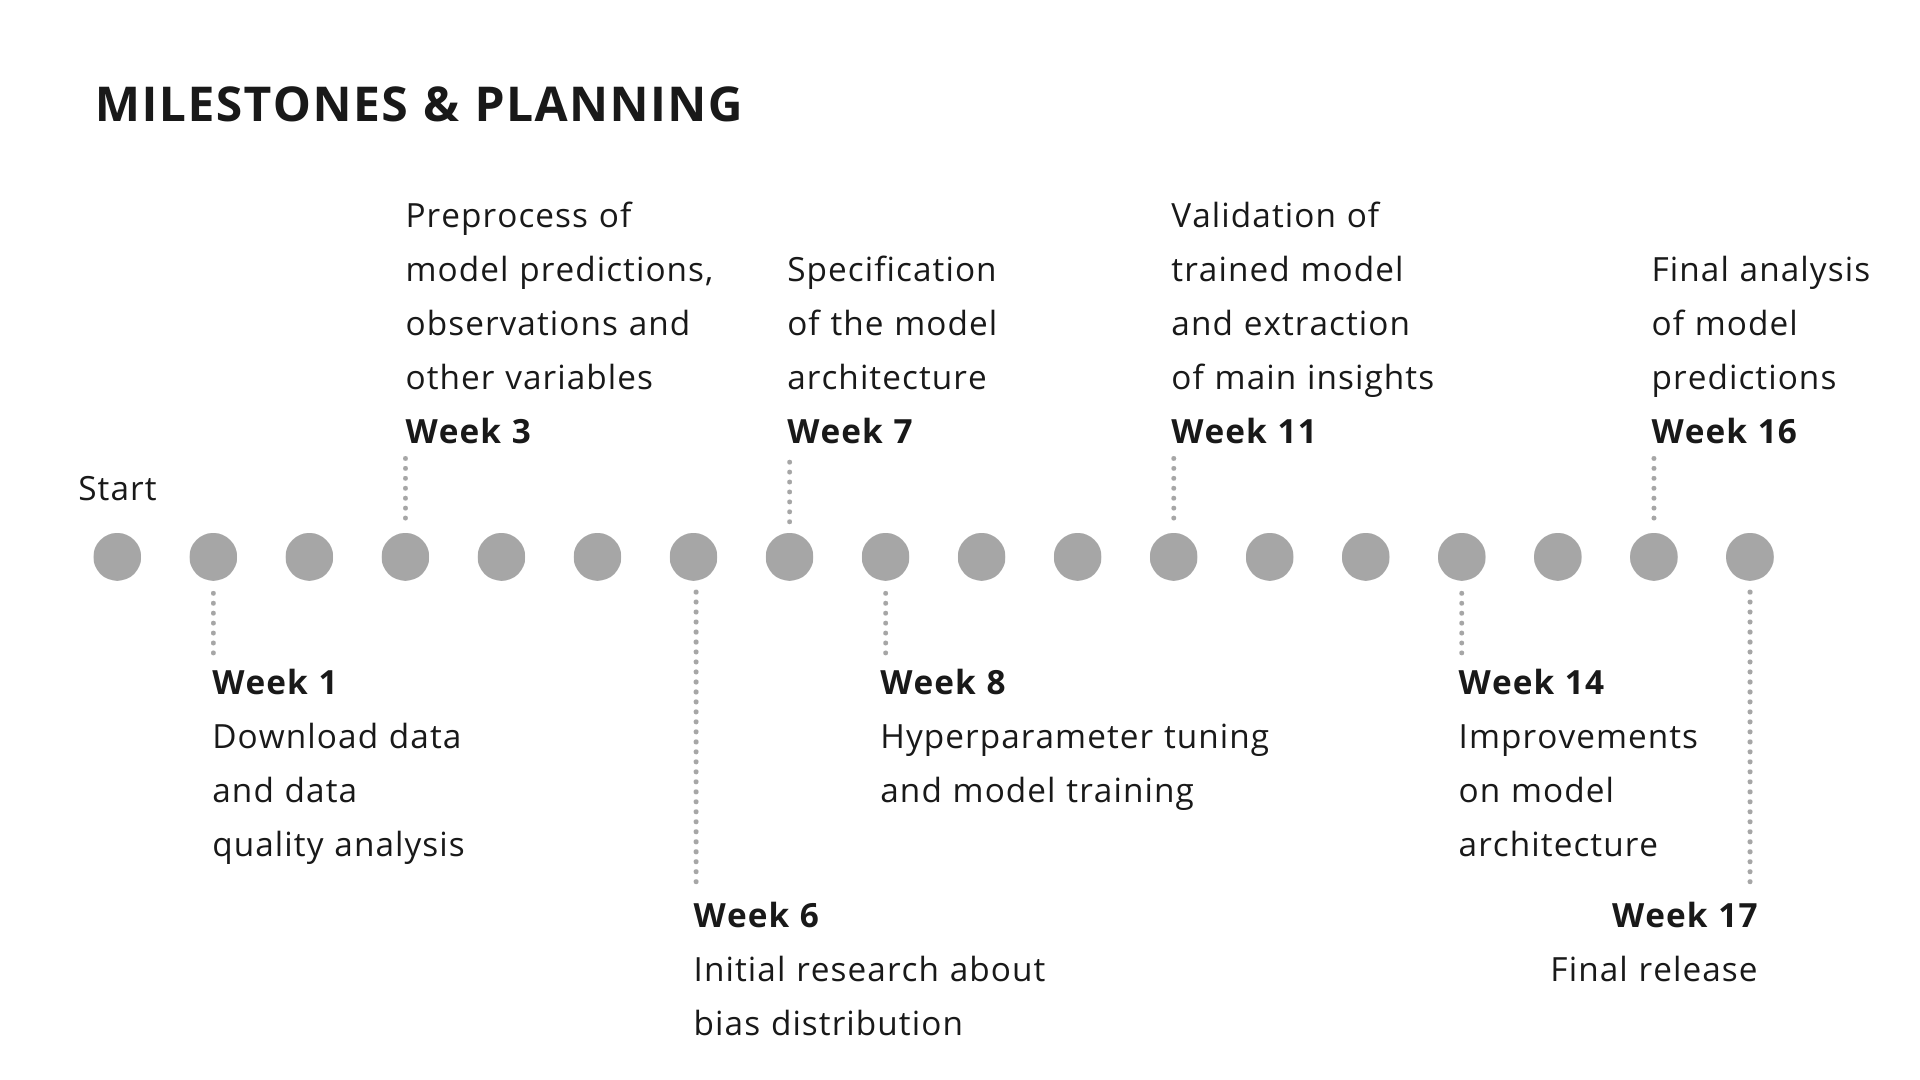 MILESTONES & PLANNING
Preprocess of
model predictions,
observations and
other variables
Week 3
Specification
of the model
architecture
Week 7
Validation of
trained model
and extraction
of main insights
Week 11
Final analysis
of model
predictions
Week 16
Start
Week 1
Download data
and data
quality analysis
Week 6
Initial research about
bias distribution
Week 8
Hyperparameter tuning
and model training
Week 14
Improvements
on model
architecture
Week 17
Final release